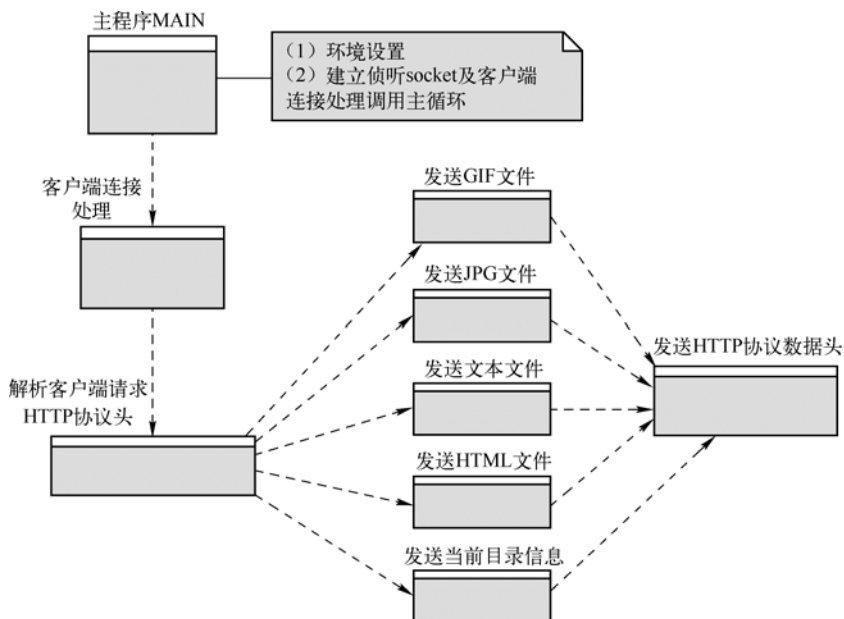 主程序MAIN
（1）环境设置
（2）建立侦听socket及客户端
连接处理调用主循环
客户端连接
处理
解析客户端请求
HTTP协议头
发送GIF文件
发送JPG文件
发送文本文件
发送HTML文件
发送当前目录信息
发送HTTP协议数据头